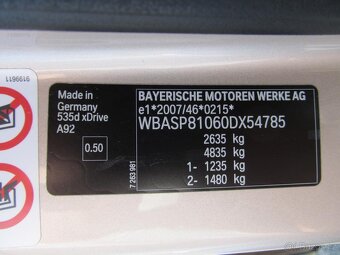 BAYERISCHE MOTOREN WERKE AG
e1*2007/46*0215*
WBASP81060DX54785
2635 kg
4835 kg
1- 1235 kg
2- 1480 kg
Made in
Germany
535d xDrive
A92
0.50
7 263 981
9199611